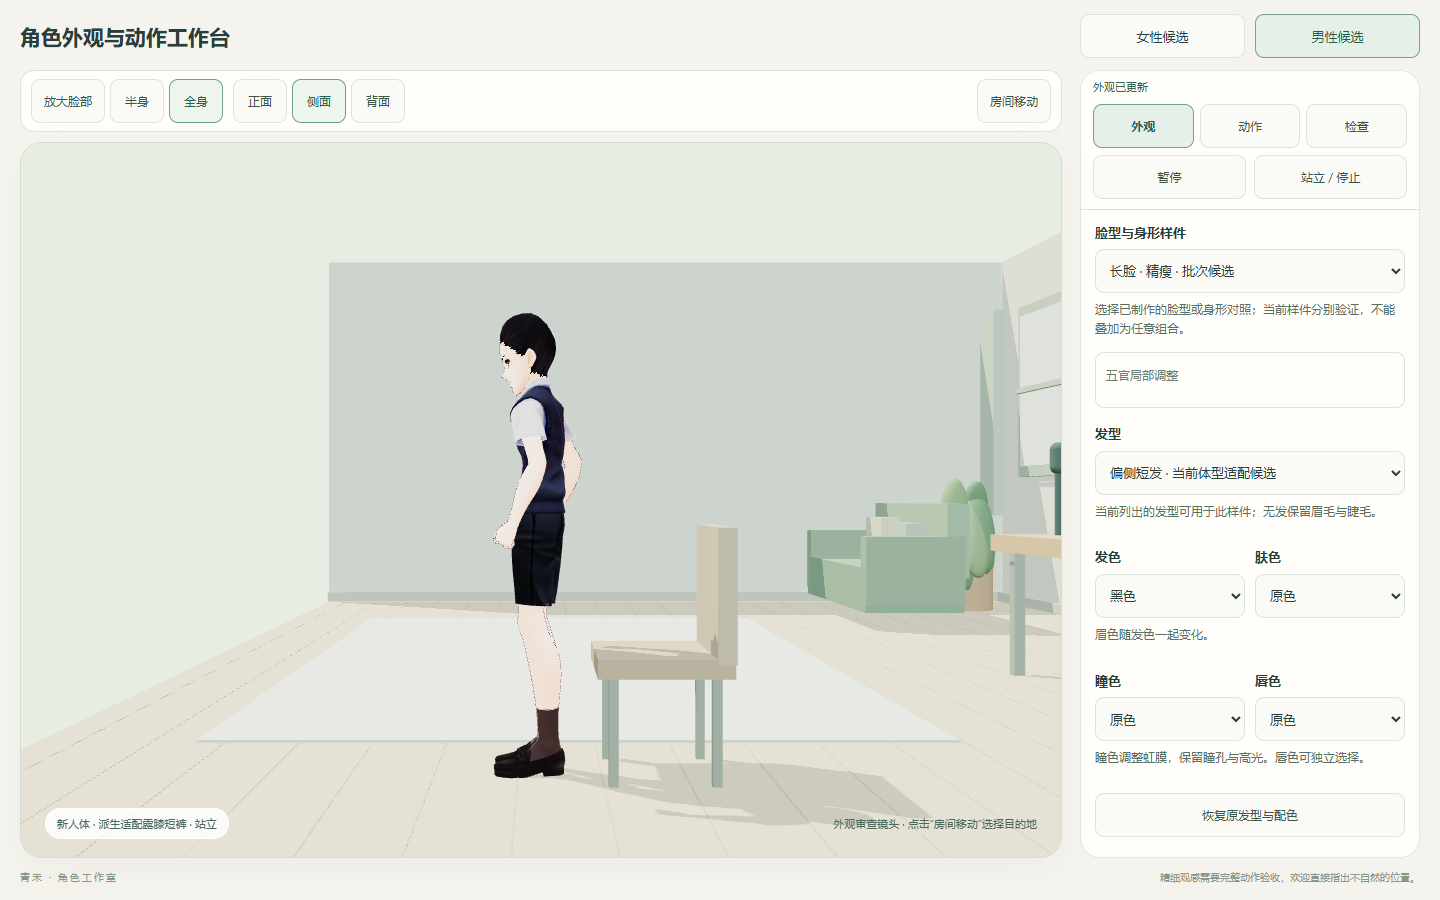 角色外观与动作工作台
女性候选
男性候选
放大脸部
半身
全身
正面
侧面
背面
房间移动
外观已更新
外观
动作
检查
暂停
站立 / 停止
脸型与身形样件
长脸 · 精瘦 · 批次候选
选择已制作的脸型或身形对照；当前样件分别验证，不能
叠加为任意组合。
五官局部调整
发型
偏侧短发 · 当前体型适配候选
当前列出的发型可用于此样件；无发保留眉毛与睫毛。
发色
肤色
黑色
原色
眉色随发色一起变化。
瞳色
唇色
原色
原色
瞳色调整虹膜，保留瞳孔与高光。唇色可独立选择。
恢复原发型与配色
新人体 · 派生适配露膝短裤 · 站立
外观审查镜头 · 点击“房间移动”选择目的地
青禾 · 角色工作室
精细观感需要完整动作验收，欢迎直接指出不自然的位置。